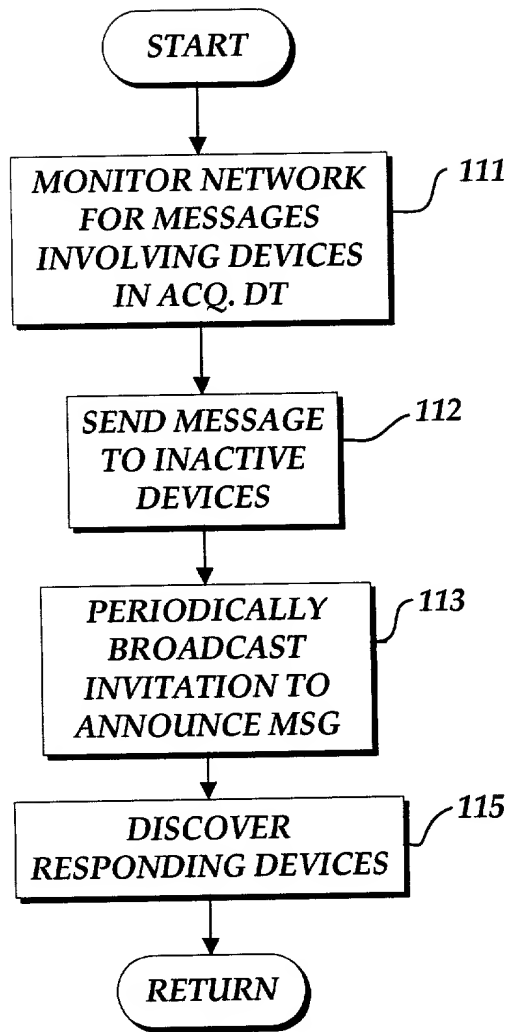 START
MONITOR NETWORK
FOR MESSAGES
INVOLVING DEVICES
IN ACQ. DT
111
SEND MESSAGE
TO INACTIVE
DEVICES
112
PERIODICALLY
BROADCAST
INVITATION TO
ANNOUNCE MSG
113
DISCOVER
RESPONDING DEVICES
115
RETURN